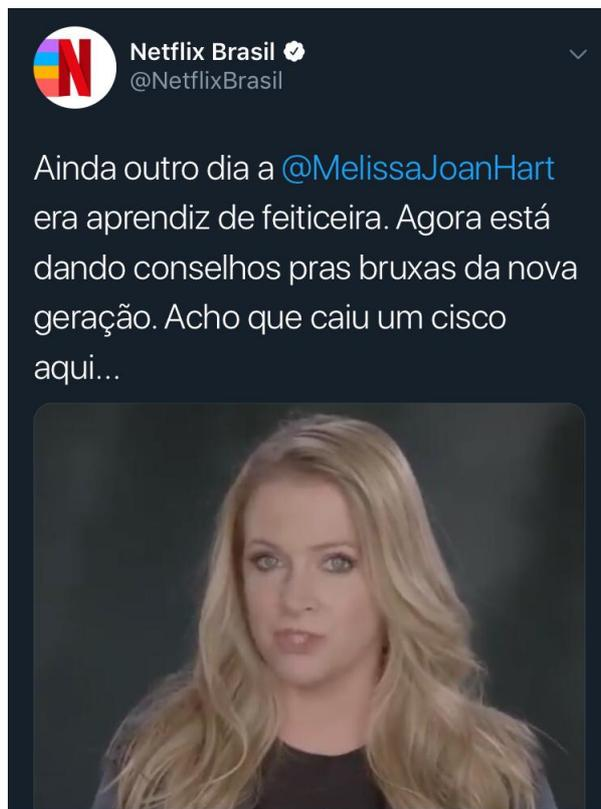 Netflix Brasil
@NetflixBrasil
Ainda outro dia a @MelissaJoanHart
era aprendiz de feiticeira. Agora está
dando conselhos pras bruxas da nova
geração. Acho que caiu um cisco
aqui...